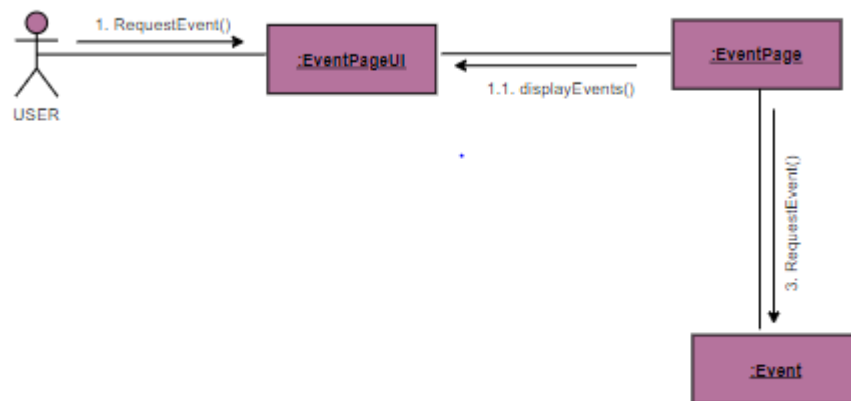 1. RequestEvent()
:EventPageUI
:EventPage
1.1. displayEvents()
USER
3. RequestEvent()
:Event